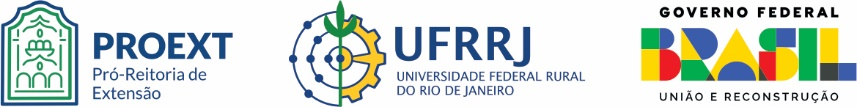 PROEXT
Pró-Reitoria de
Extensão
UFRRJ
UNIVERSIDADE FEDERAL RURAL
DO RIO DE JANEIRO
GOVERNO FEDERAL
BRASIL
UNIÃO E RECONSTRUÇÃO